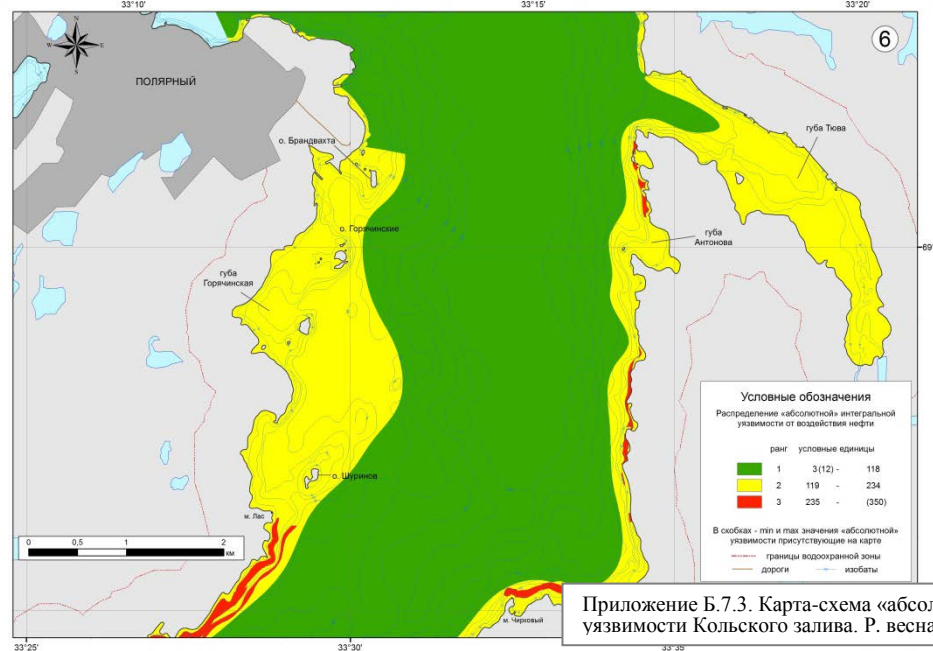 33°10' 33°15' 33°20'
N
W E
S
6
ПОЛЯРНЫЙ
о. Брандвахта
губа Тюва
о. Горячинские
губа
Антонова
69
губа
Горячинская
о. Шуринов
м. Лас
0 0,5 1 2
км
м. Чирковый
Условные обозначения
Распределение «абсолютной» интегральной
уязвимости от воздействия нефти
ранг условные единицы
1 3(12) - 118
2 119 - 234
3 235 - (350)
В скобках - min и max значения «абсолютной»
уязвимости присутствующие на карте
границы водоохранной зоны
дороги изобаты
Приложение Б.7.3. Карта-схема «абсол
уязвимости Кольского залива. Р. весна
33°25' 33°30' 33°35'